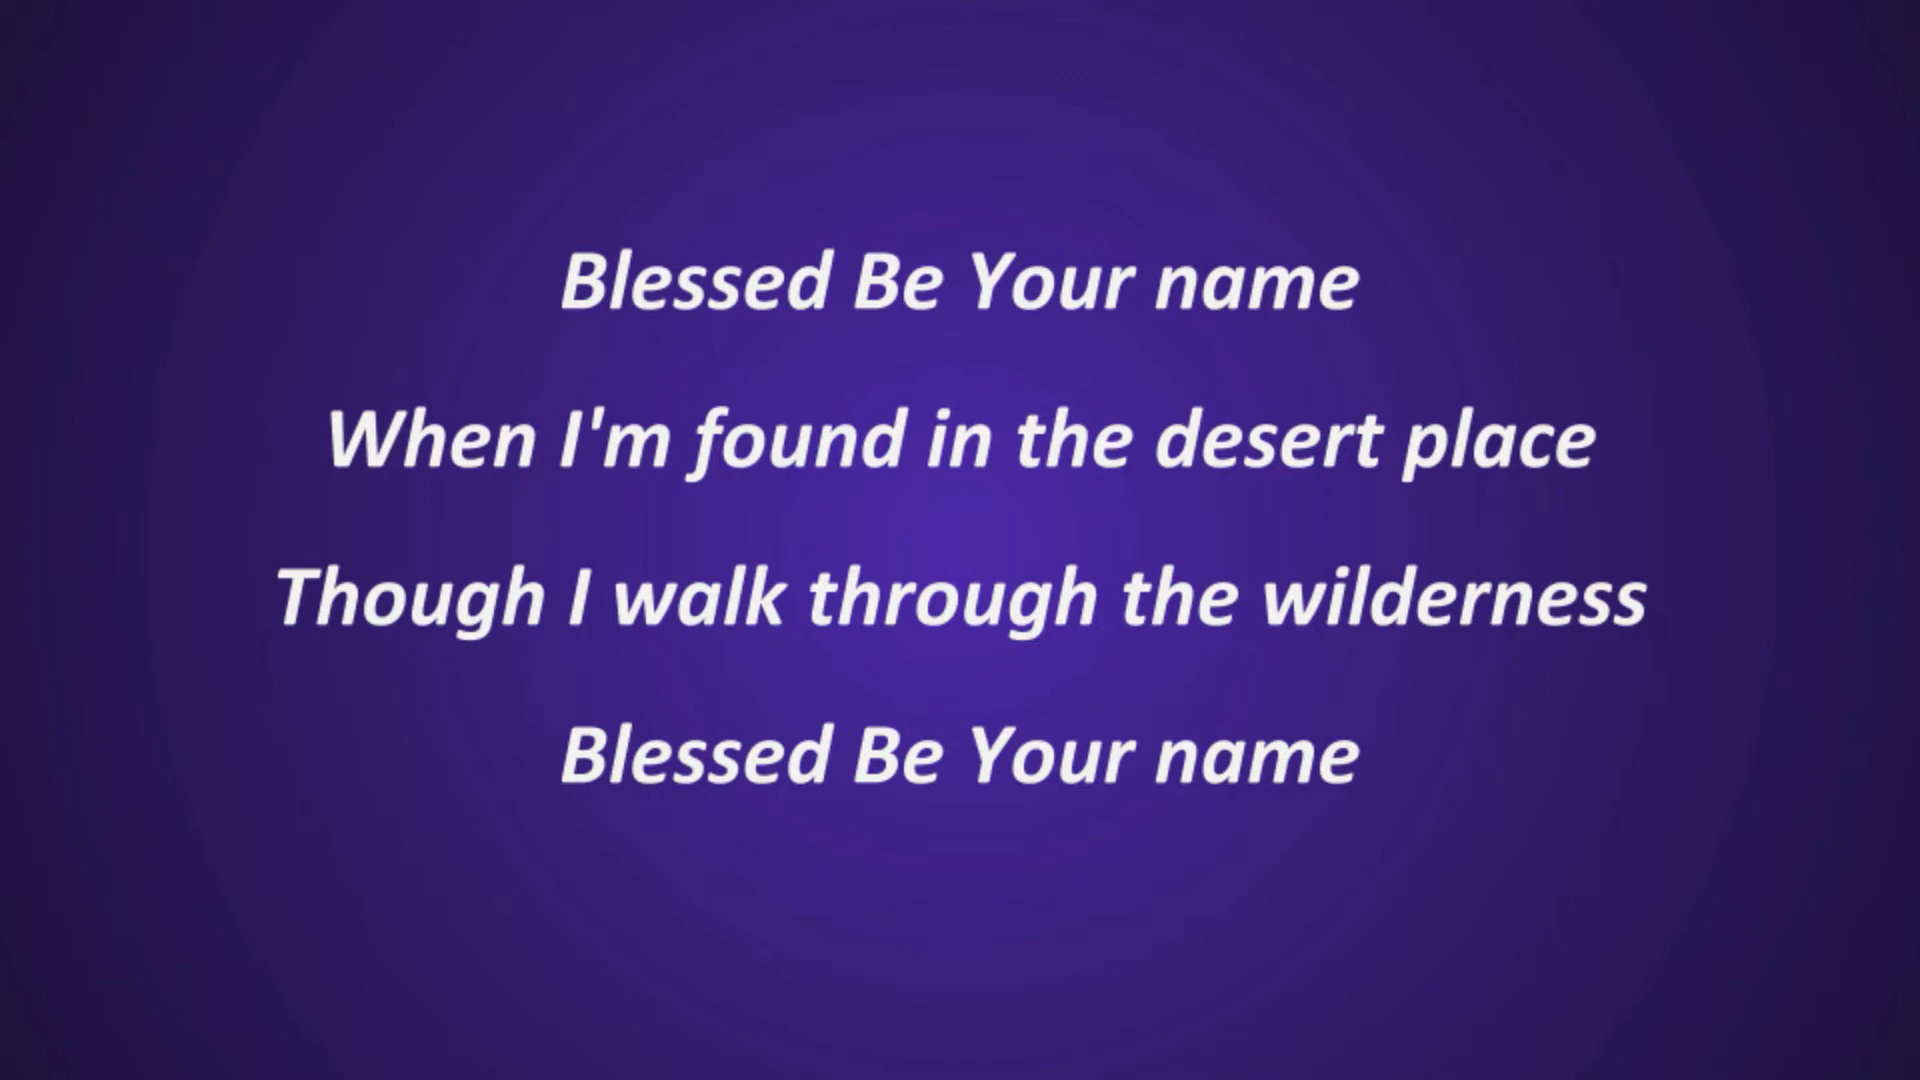 Blessed Be Your name
When I'm found in the desert place
Though I walk through the wilderness
Blessed Be Your name